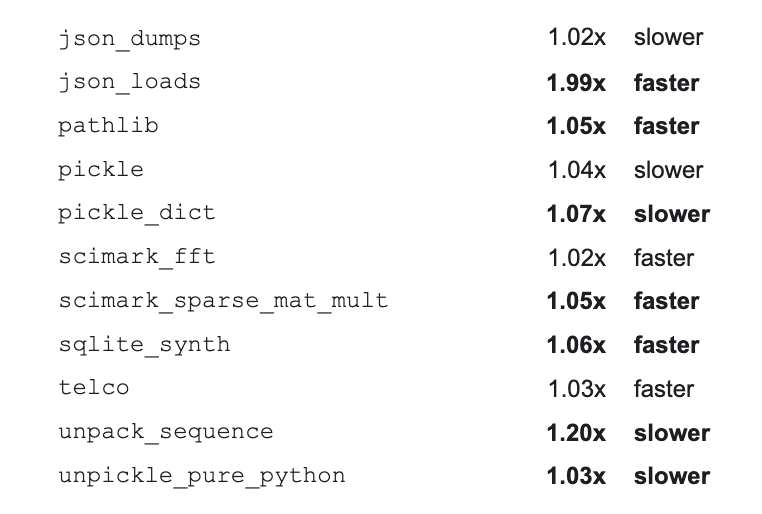 json_dumps 1.02x slower
json_loads 1.99x faster
pathlib 1.05x faster
pickle 1.04x slower
pickle_dict 1.07x slower
scimark_fft 1.02x faster
scimark_sparse_mat_mult 1.05x faster
sqlite_synth 1.06x faster
telco 1.03x faster
unpack_sequence 1.20x slower
unpickle_pure_python 1.03x slower